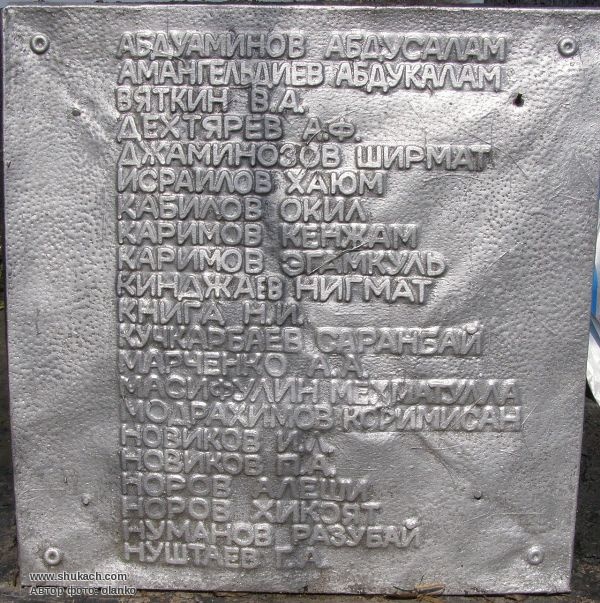 АБДУАМИНОВ АБДУСАЛАМ
АМАНГЕЛЬДИЕВ АБДУКАЛАМ
ВЯТКИН В.А.
ДЕХТЯРЕВ А.Ф.
ДЖАМИНОЗОВ ШИРМАТ
ИСРАИЛОВ ХАЮМ
КАБИЛОВ ОКИЛ
КАРИМОВ КЕНЖАМ
КАРИМОВ ЭГАМКУЛЬ
КИНДЖАЕВ НИГМАТ
КНИГА Н.И.
КУЧКАРБАЕВ САРАНБАЙ
МАРЧЕНКО А.А.
МАСИФУЛИН МЕХМАТУЛЛА
МОДРАХИМОВ КОРИМИСАН
НОВИКОВ И.Л.
НОВИКОВ П.А.
НОРОВ АЛЕШИ
НОРОВ ХИКОЯТ
НУМАНОВ РАЗУБАЙ
НУШТАЕВ Г.А.
www.shukach.com
Автор фото: olanko